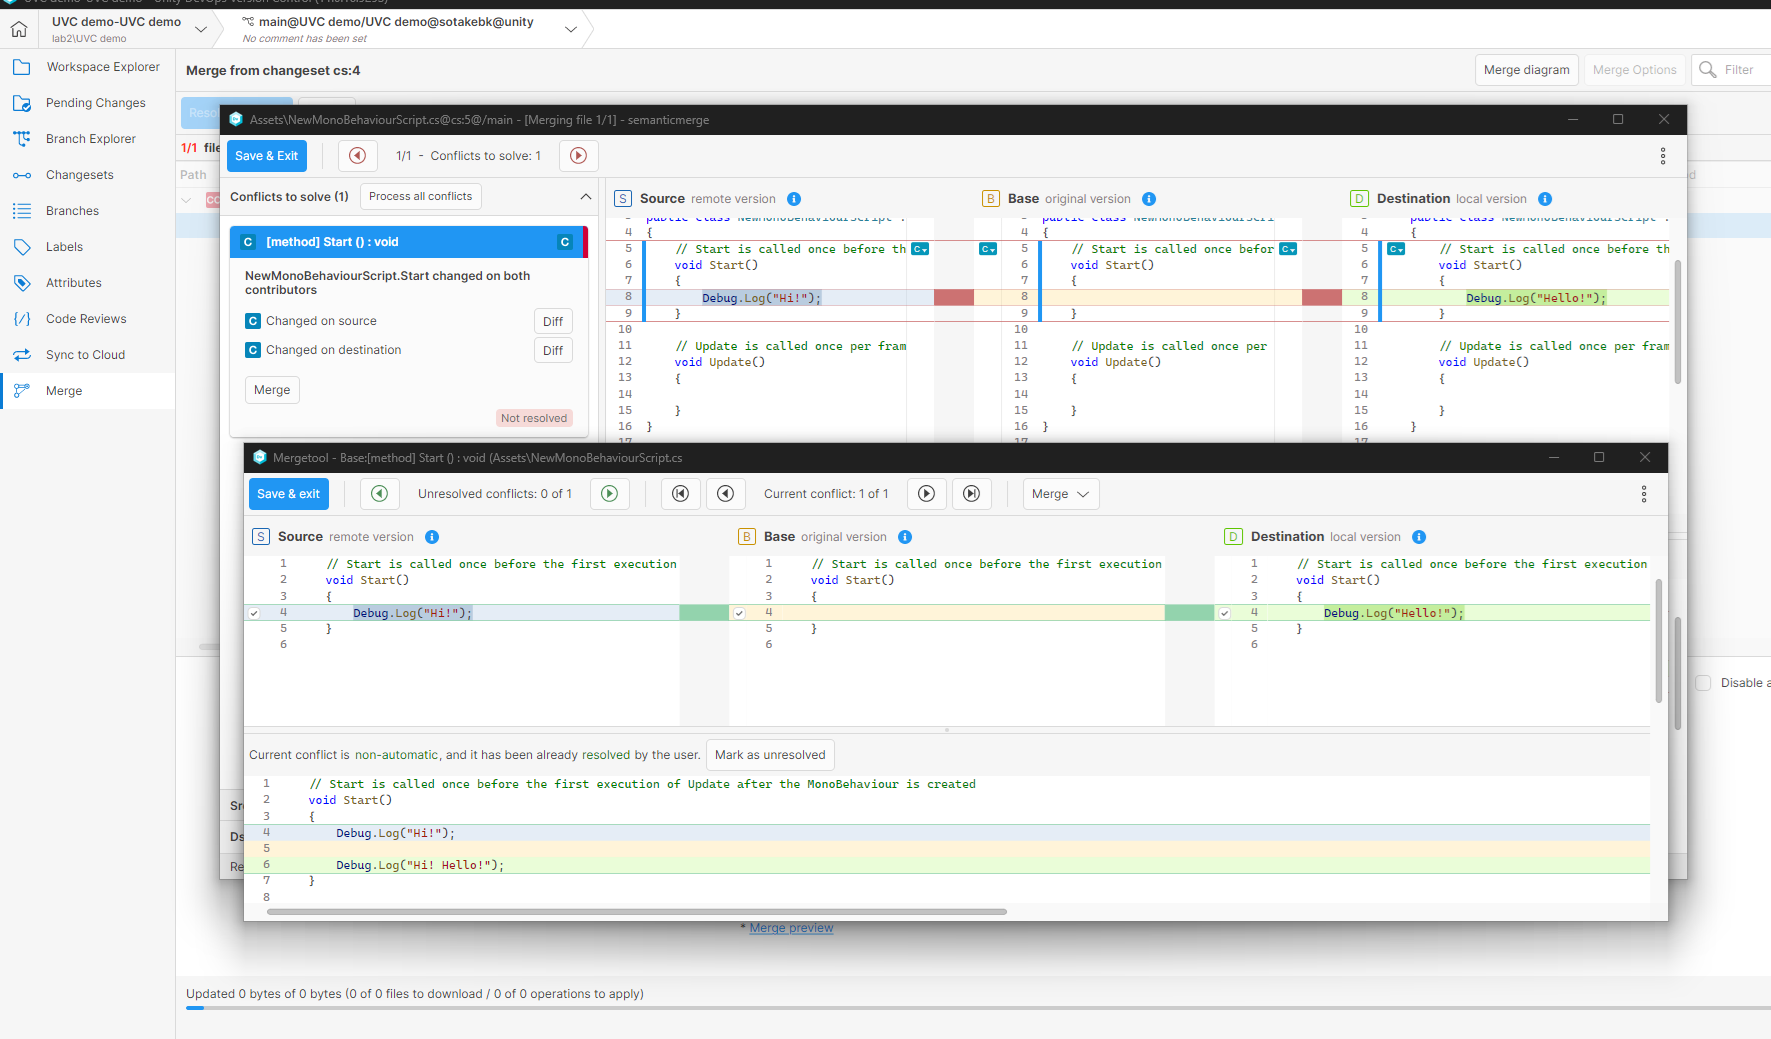 UVC demo-UVC demo
lab2\UVC demo
main@UVC demo/UVC demo@sotakebk@unity
No comment has been set
Workspace Explorer
Pending Changes
Branch Explorer
Changesets
Branches
Labels
Attributes
Code Reviews
Sync to Cloud
Merge
Merge from changeset cs:4
Merge diagram
Merge Options
Filter
1/1 file
Path
Assets\NewMonoBehaviourScript.cs@cs:5@/main - [Merging file 1/1] - semanticmerge
Save & Exit
1/1 - Conflicts to solve: 1
Conflicts to solve (1)
Process all conflicts
C [method] Start () : void C
NewMonoBehaviourScript.Start changed on both
contributors
C Changed on source
Diff
C Changed on destination
Diff
Merge
Not resolved
S Source remote version
4 {
5 // Start is called once before th C
6 void Start()
7 {
8 Debug.Log("Hi!");
9 }
10
11 // Update is called once per fram
12 void Update()
13 {
14
15 }
16 }
17
B Base original version
4 {
C 5 // Start is called once befor C
6 void Start()
7 {
8
9 }
10
11 // Update is called once per
12 void Update()
13 {
14
15 }
16 }
17
D Destination local version
4 {
5 C // Start is called once before th
6 void Start()
7 {
8 Debug.Log("Hello!");
9 }
10
11 // Update is called once per fram
12 void Update()
13 {
14
15 }
16 }
17
Mergetool - Base:[method] Start () : void (Assets\NewMonoBehaviourScript.cs
Save & exit
Unresolved conflicts: 0 of 1
Current conflict: 1 of 1
Merge
S Source remote version
1 // Start is called once before the first execution
2 void Start()
3 {
4 Debug.Log("Hi!");
5 }
6
B Base original version
1 // Start is called once before the first execution
2 void Start()
3 {
4
5 }
6
D Destination local version
1 // Start is called once before the first execution
2 void Start()
3 {
4 Debug.Log("Hello!");
5 }
6
Current conflict is non-automatic, and it has been already resolved by the user.
Mark as unresolved
1 // Start is called once before the first execution of Update after the MonoBehaviour is created
2 void Start()
3 {
4 Debug.Log("Hi!");
5
6 Debug.Log("Hi! Hello!");
7 }
8
Disable a
* Merge preview
Updated 0 bytes of 0 bytes (0 of 0 files to download / 0 of 0 operations to apply)